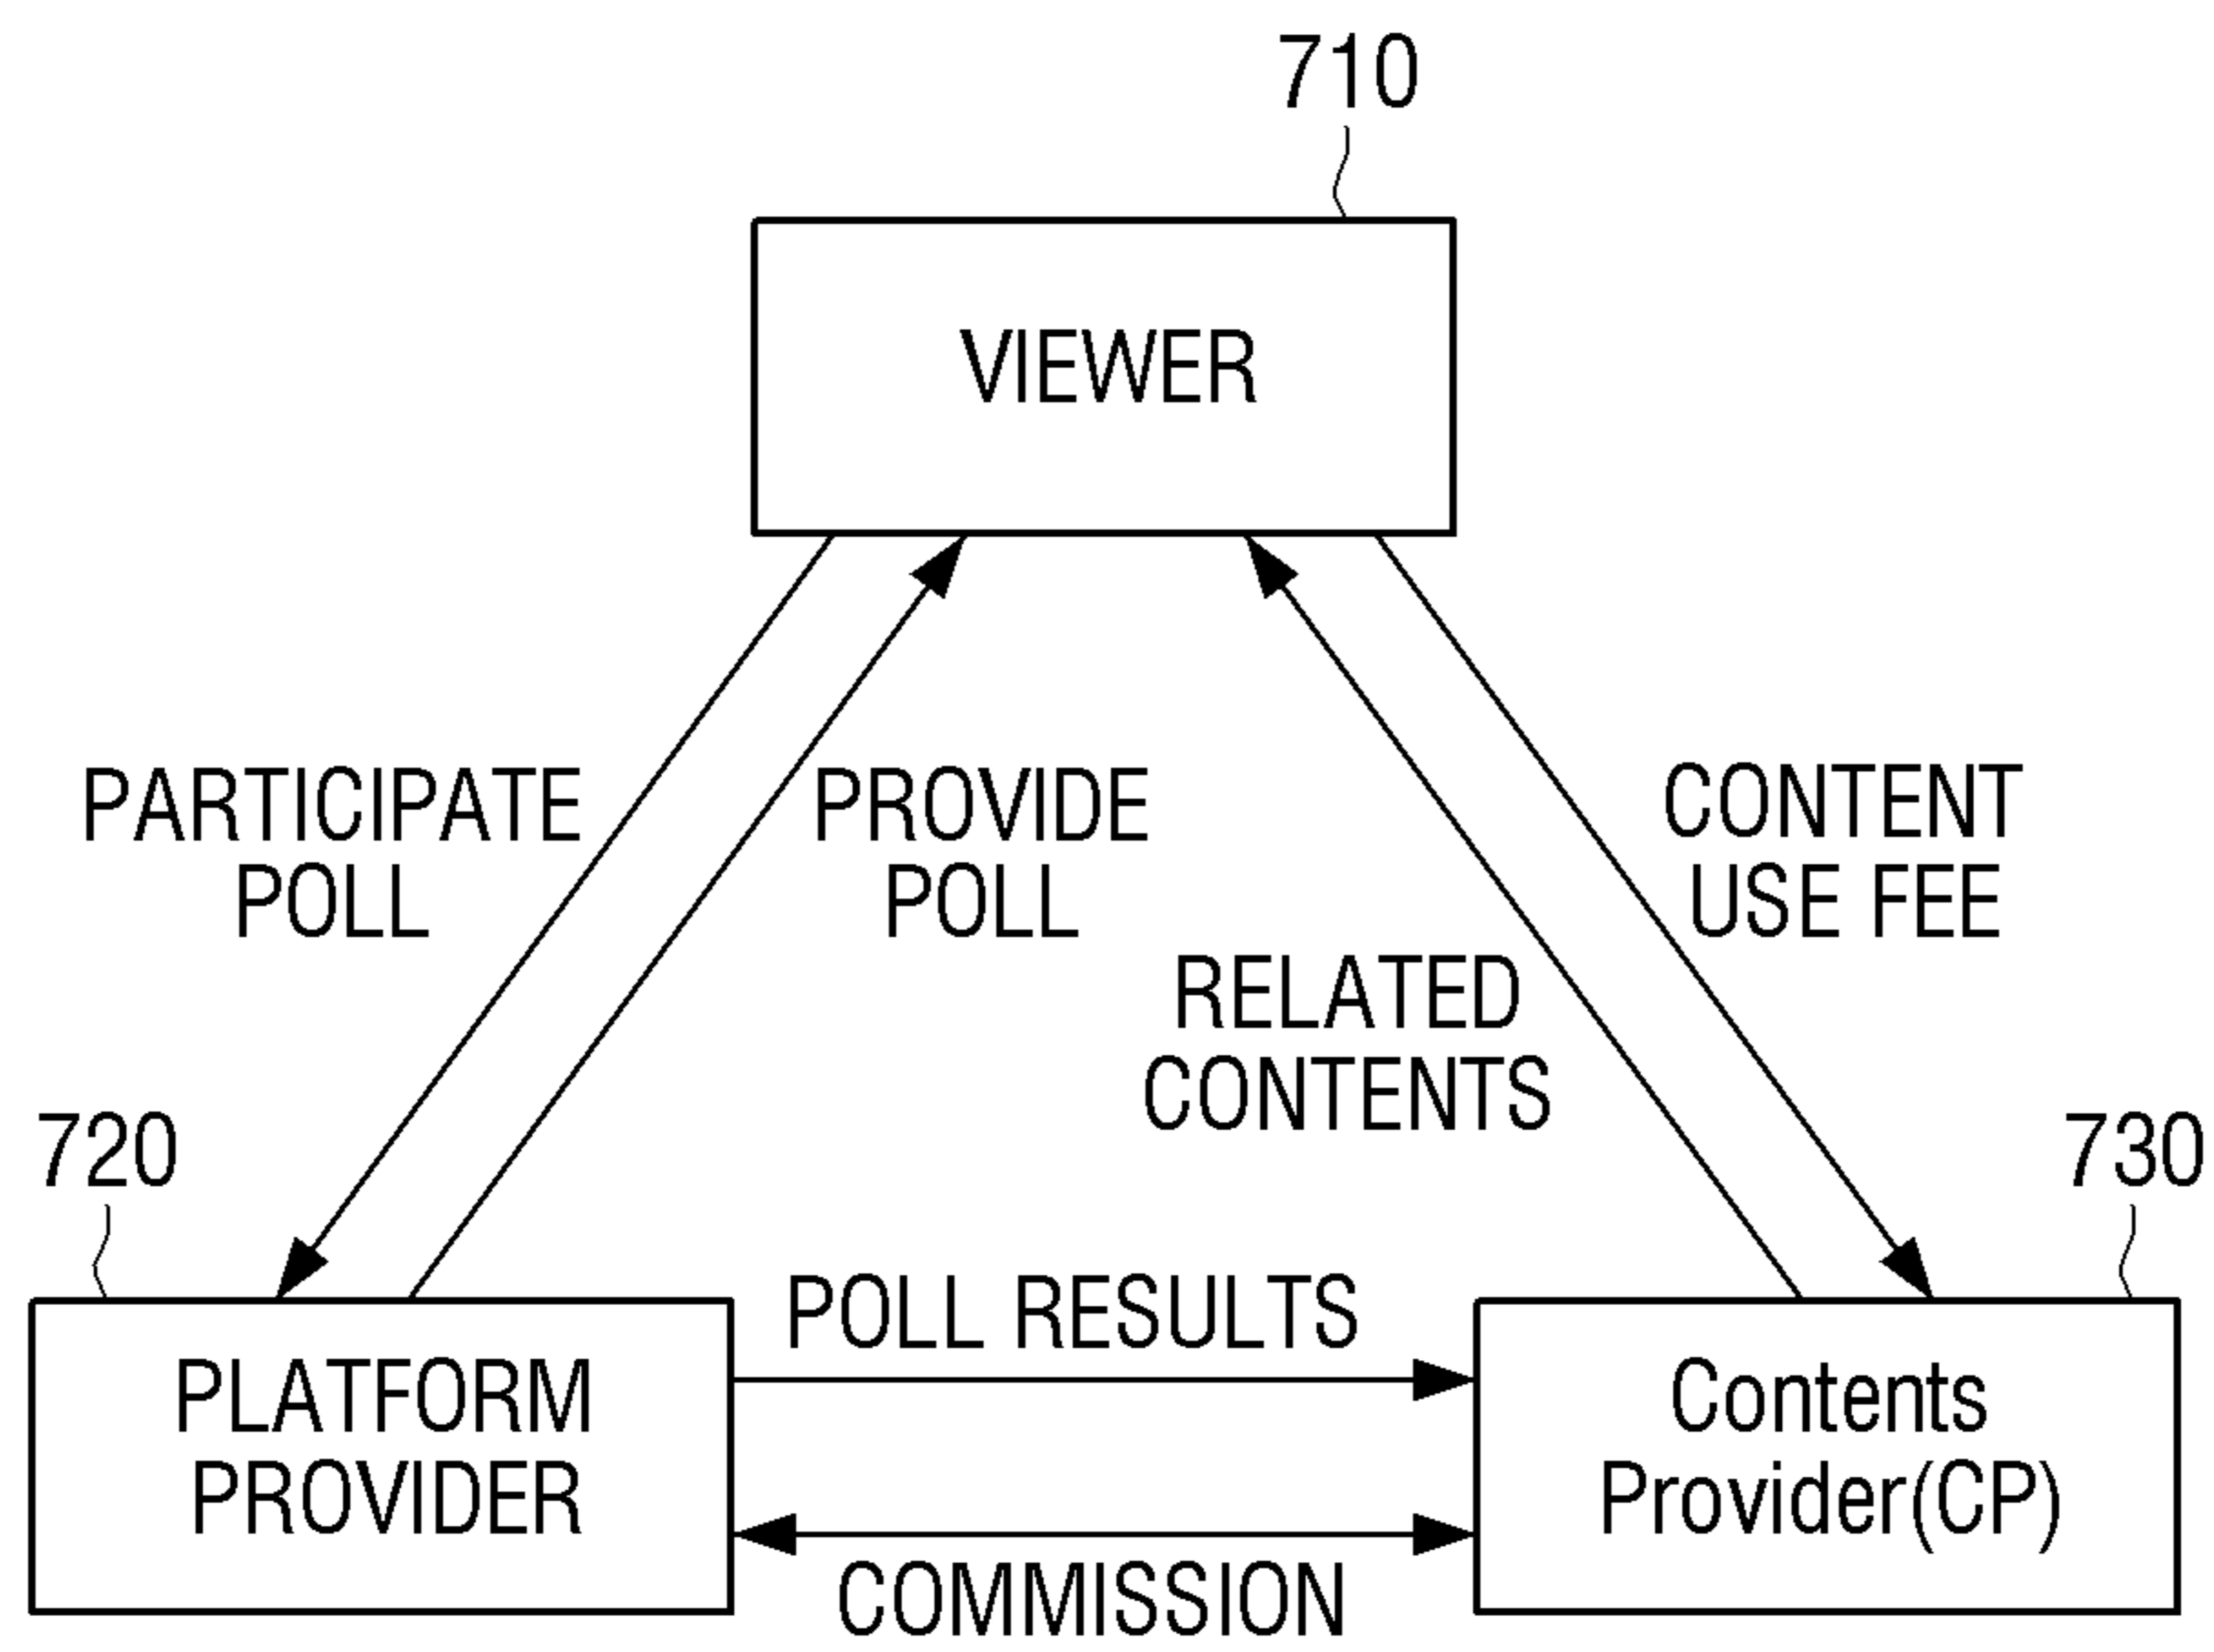 710
VIEWER
PARTICIPATE
POLL
PROVIDE
POLL
CONTENT
USE FEE
RELATED
CONTENTS
720
730
POLL RESULTS
PLATFORM
PROVIDER
Contents
Provider(CP)
COMMISSION